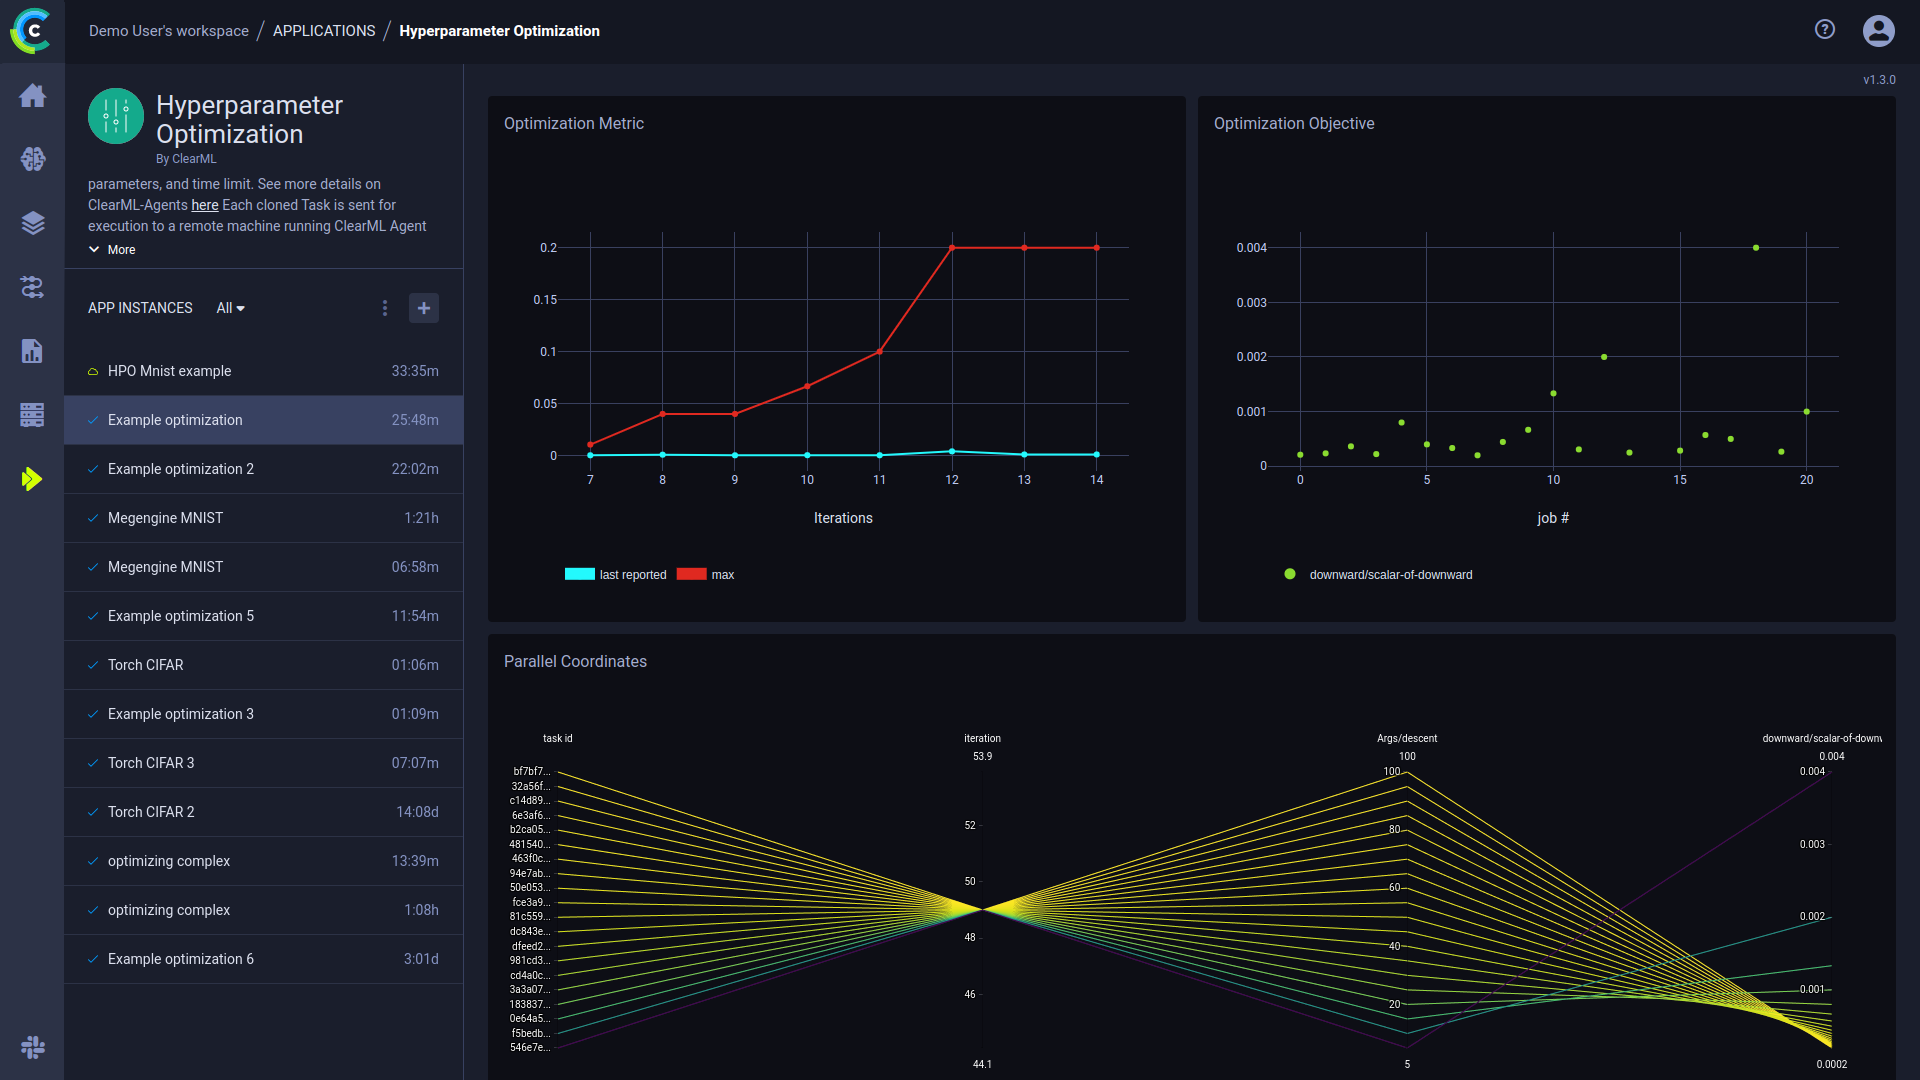 Demo User's workspace / APPLICATIONS / Hyperparameter Optimization
?
v1.3.0
Hyperparameter
Optimization
By ClearML
parameters, and time limit. See more details on
ClearML-Agents here Each cloned Task is sent for
execution to a remote machine running ClearML Agent
More
APP INSTANCES All
HPO Mnist example 33:35m
Example optimization 25:48m
Example optimization 2 22:02m
Megengine MNIST 1:21h
Megengine MNIST 06:58m
Example optimization 5 11:54m
Torch CIFAR 01:06m
Example optimization 3 01:09m
Torch CIFAR 3 07:07m
Torch CIFAR 2 14:08d
optimizing complex 13:39m
optimizing complex 1:08h
Example optimization 6 3:01d
Optimization Metric
0.2
0.15
0.1
0.05
0
7 8 9 10 11 12 13 14
Iterations
last reported max
Optimization Objective
0.004
0.003
0.002
0.001
0
0 5 10 15 20
job #
downward/scalar-of-downward
Parallel Coordinates
task id
bf7bf7...
32a56f...
c14d89...
6e3af6...
b2ca05...
481540...
463f0c...
94e7ab...
50e053...
fce3a9...
81c559...
dc843e...
dfeed2...
981cd3...
cd4a0c...
3a3a07...
183837...
0e64a5...
f5bedb...
546e7e...
iteration
53.9
52
50
48
46
44.1
Args/descent
100
100
80
60
40
20
5
downward/scalar-of-down
0.004
0.004
0.003
0.002
0.001
0.0002